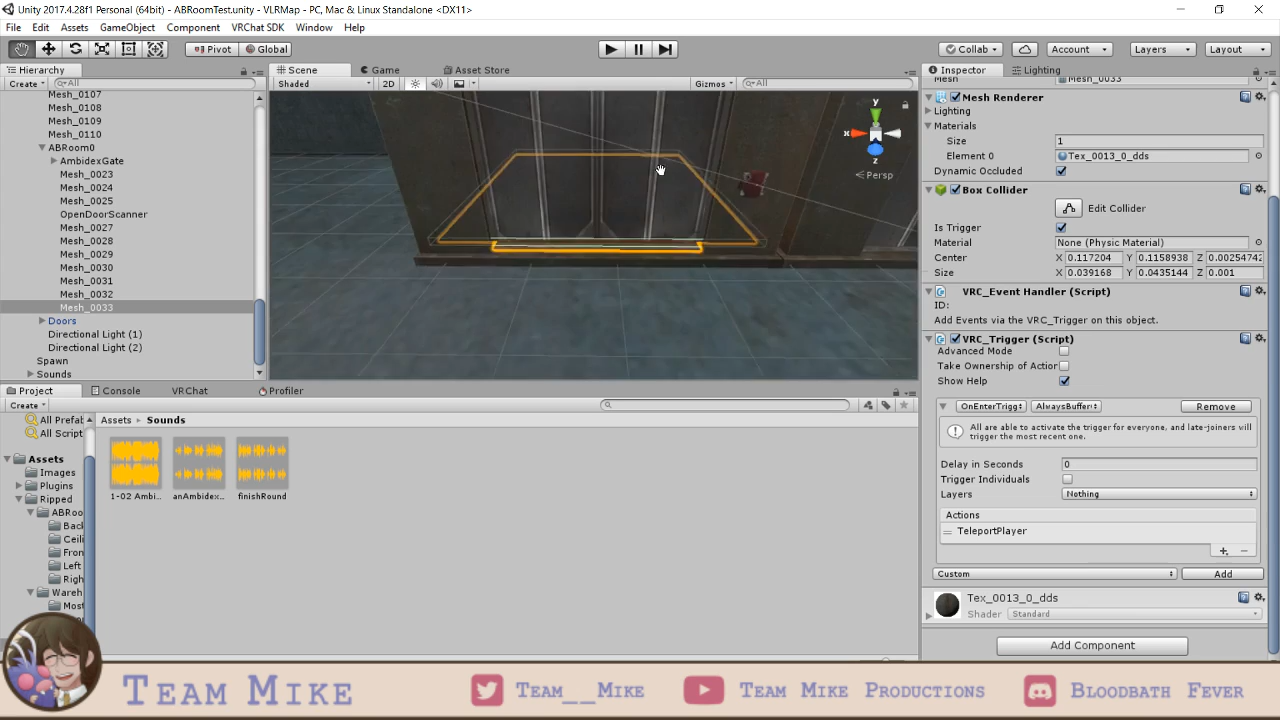 Unity 2017.4.28f1 Personal (64bit) - ABRoomTest.unity - VLRMap - PC, Mac & Linux Standalone <DX11>
File Edit Assets GameObject Component VRChat SDK Window Help
Pivot Global Collab Account Layers Layout
Hierarchy
Create All
Mesh_0107
Mesh_0108
Mesh_0109
Mesh_0110
ABRoom0
AmbidexGate
Mesh_0023
Mesh_0024
Mesh_0025
OpenDoorScanner
Mesh_0027
Mesh_0028
Mesh_0029
Mesh_0030
Mesh_0031
Mesh_0032
Mesh_0033
Doors
Directional Light (1)
Directional Light (2)
Spawn
Sounds
Scene Game Asset Store
Shaded 2D Gizmos All
y
x
z
Persp
Inspector Lighting
Mesh Mesh_0033
Mesh Renderer
Lighting
Materials
Size 1
Element 0 Tex_0013_0_dds
Dynamic Occluded
Box Collider
Edit Collider
Is Trigger
Material None (Physic Material)
Center X 0.117204 Y 0.1158938 Z 0.00254742
Size X 0.039168 Y 0.0435144 Z 0.001
VRC_Event Handler (Script)
ID:
Add Events via the VRC_Trigger on this object.
VRC_Trigger (Script)
Advanced Mode
Take Ownership of Action
Show Help
OnEnterTrigg AlwaysBuffer Remove
All are able to activate the trigger for everyone, and late-joiners will
trigger the most recent one.
Delay in Seconds 0
Trigger Individuals
Layers Nothing
Actions
TeleportPlayer
Custom Add
Tex_0013_0_dds
Shader Standard
Add Component
Project Console VRChat Profiler
Create
All Prefab
All Script
Assets
Images
Plugins
Ripped
ABRoo
Back
Ceili
Fron
Left
Righ
Wareh
Most
Assets Sounds
1-02 Ambi...
anAmbidex...
finishRound
Team Mike
Team__Mike
Team Mike Productions
Bloodbath Fever